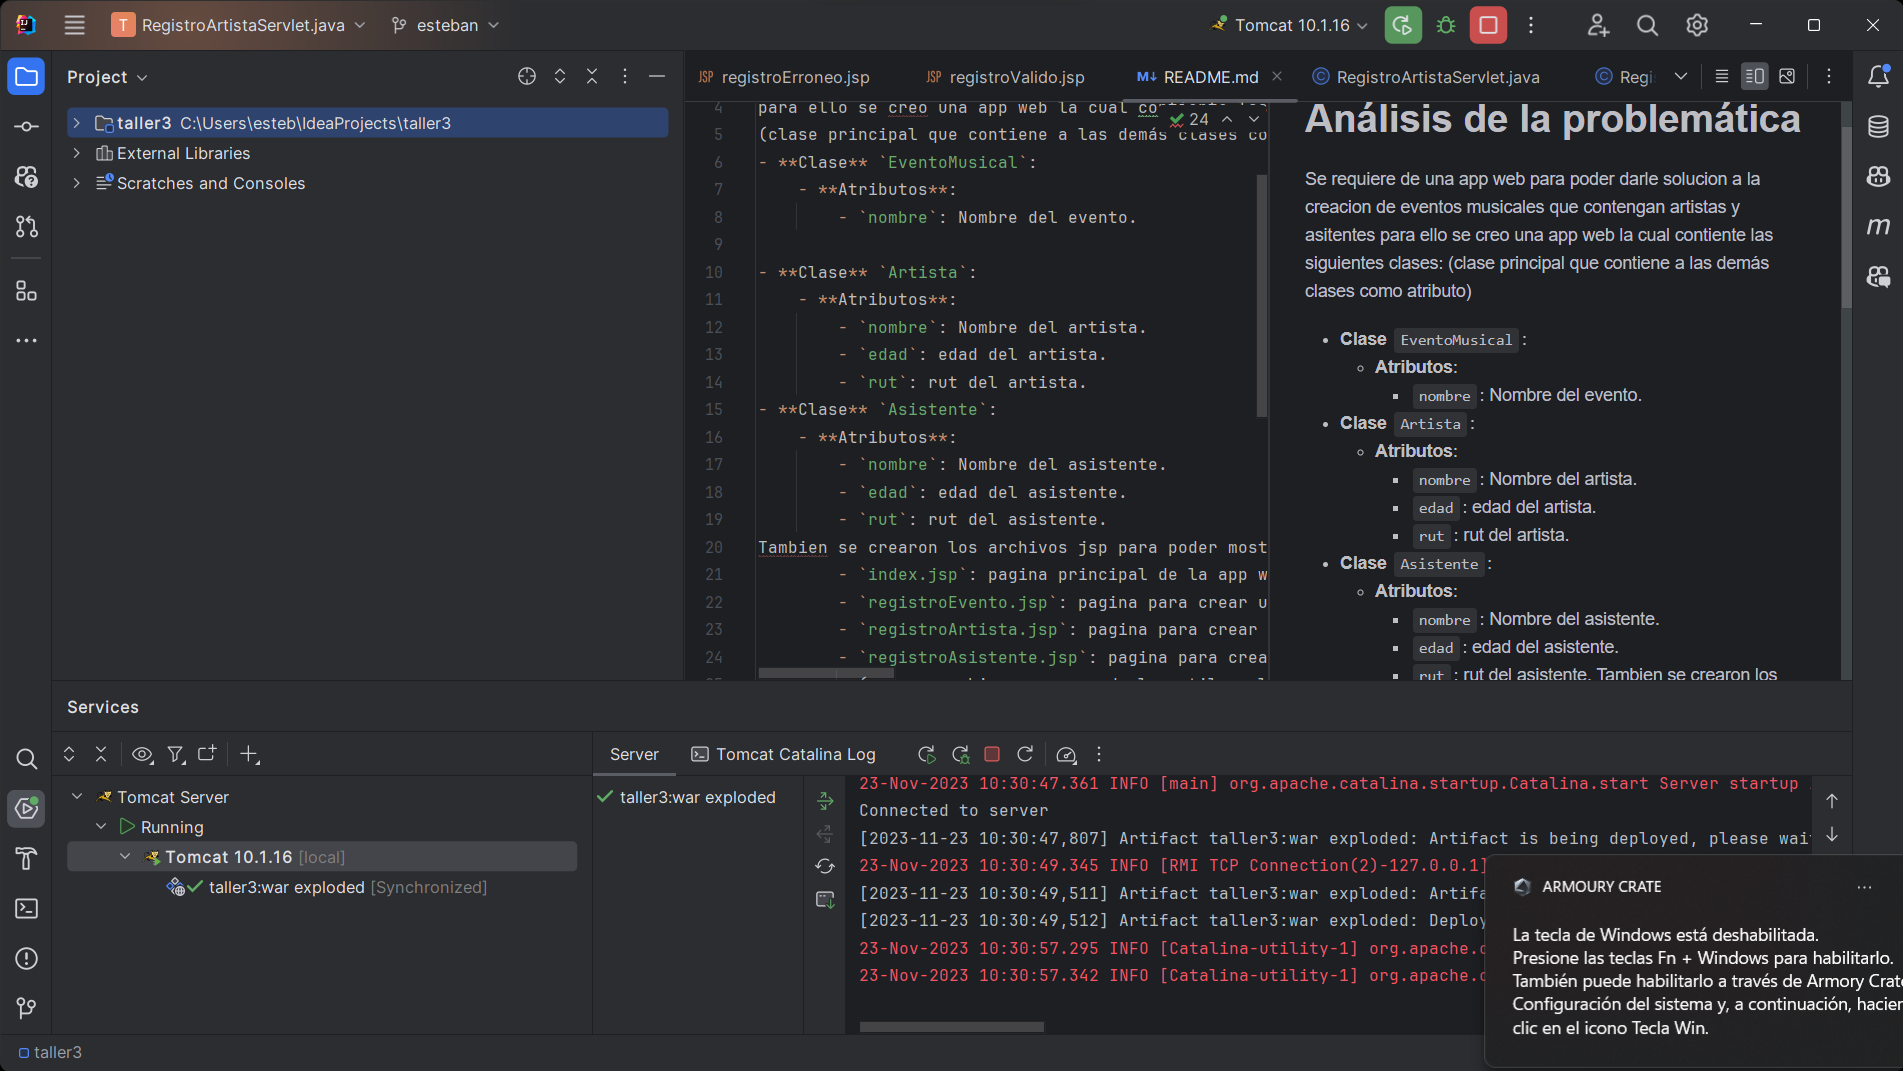 T RegistroArtistaServlet.java
esteban
Tomcat 10.1.16
Project
registroErroneo.jsp
registroValido.jsp
README.md
RegistroArtistaServlet.java
Regi
taller3 C:\Users\esteb\IdeaProjects\taller3
External Libraries
Scratches and Consoles
24
4 para ello se creo una app web la cual
5 (clase principal que contiene a las demás clases co
6 - **Clase** `EventoMusical`:
7 - **Atributos**:
8 - `nombre`: Nombre del evento.
9
10 - **Clase** `Artista`:
11 - **Atributos**:
12 - `nombre`: Nombre del artista.
13 - `edad`: edad del artista.
14 - `rut`: rut del artista.
15 - **Clase** `Asistente`:
16 - **Atributos**:
17 - `nombre`: Nombre del asistente.
18 - `edad`: edad del asistente.
19 - `rut`: rut del asistente.
20 Tambien se crearon los archivos jsp para poder most
21 - `index.jsp`: pagina principal de la app w
22 - `registroEvento.jsp`: pagina para crear u
23 - `registroArtista.jsp`: pagina para crear
24 - `registroAsistente.jsp`: pagina para crea
Análisis de la problemática
Se requiere de una app web para poder darle solucion a la
creacion de eventos musicales que contengan artistas y
asitentes para ello se creo una app web la cual contiente las
siguientes clases: (clase principal que contiene a las demás
clases como atributo)
Clase EventoMusical :
Atributos:
nombre : Nombre del evento.
Clase Artista :
Atributos:
nombre : Nombre del artista.
edad : edad del artista.
rut : rut del artista.
Clase Asistente :
Atributos:
nombre : Nombre del asistente.
edad : edad del asistente.
rut : rut del asistente. Tambien se crearon los
Services
Server
Tomcat Catalina Log
Tomcat Server
Running
Tomcat 10.1.16 [local]
taller3:war exploded [Synchronized]
taller3:war exploded
23-Nov-2023 10:30:47.361 INFO [main] org.apache.catalina.startup.Catalina.start Server startup
Connected to server
[2023-11-23 10:30:47,807] Artifact taller3:war exploded: Artifact is being deployed, please wai
23-Nov-2023 10:30:49.345 INFO [RMI TCP Connection(2)-127.0.0.1]
[2023-11-23 10:30:49,511] Artifact taller3:war exploded: Artifa
[2023-11-23 10:30:49,512] Artifact taller3:war exploded: Deploy
23-Nov-2023 10:30:57.295 INFO [Catalina-utility-1] org.apache.c
23-Nov-2023 10:30:57.342 INFO [Catalina-utility-1] org.apache.c
ARMOURY CRATE
La tecla de Windows está deshabilitada.
Presione las teclas Fn + Windows para habilitarlo.
También puede habilitarlo a través de Armory Crate
Configuración del sistema y, a continuación, hacien
clic en el icono Tecla Win.
taller3